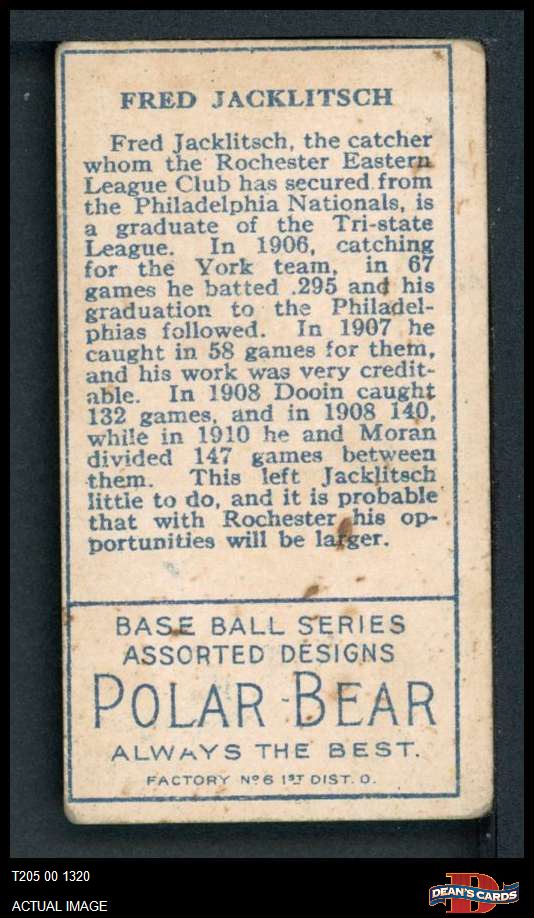 FRED JACKLITSCH
Fred Jacklitsch, the catcher
whom the Rochester Eastern
League Club has secured from
the Philadelphia Nationals, is
a graduate of the Tri-state
League. In 1906, catching
for the York team, in 67
games he batted .295 and his
graduation to the Philadel-
phias followed. In 1907 he
caught in 58 games for them,
and his work was very credit-
able. In 1908 Dooin caught
132 games, and in 1908 140,
while in 1910 he and Moran
divided 147 games between
them. This left Jacklitsch
little to do, and it is probable
that with Rochester his op-
portunities will be larger.
BASE BALL SERIES
ASSORTED DESIGNS
POLAR BEAR
ALWAYS THE BEST.
FACTORY Nº 6 1ST DIST. O.
T205 00 1320
ACTUAL IMAGE
D
DEAN'S CARDS